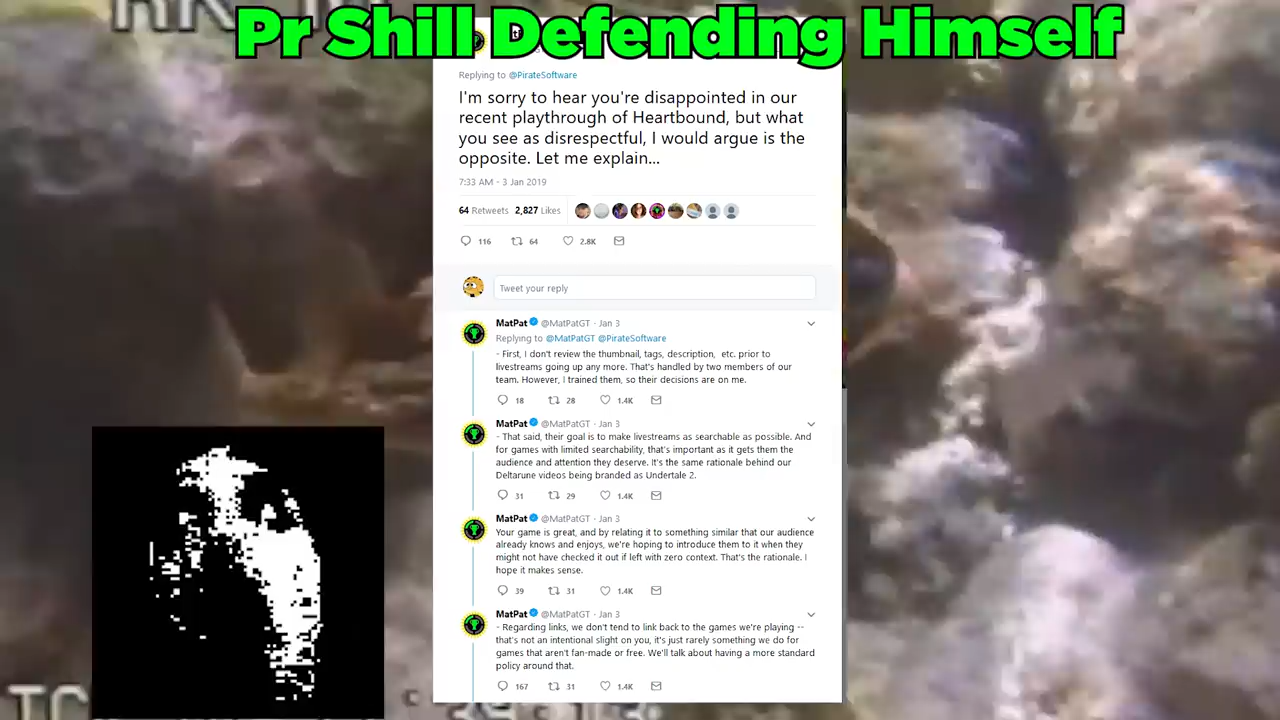 Pr Shill Defending Himself
Replying to @PirateSoftware
I'm sorry to hear you're disappointed in our
recent playthrough of Heartbound, but what
you see as disrespectful, I would argue is the
opposite. Let me explain...
7:33 AM - 3 Jan 2019
64 Retweets 2,827 Likes
116 64 2.8K
Tweet your reply
MatPat @MatPatGT · Jan 3
Replying to @MatPatGT @PirateSoftware
- First, I don't review the thumbnail, tags, description, etc. prior to
livestreams going up any more. That's handled by two members of our
team. However, I trained them, so their decisions are on me.
18 28 1.4K
MatPat @MatPatGT · Jan 3
- That said, their goal is to make livestreams as searchable as possible. And
for games with limited searchability, that's important as it gets them the
audience and attention they deserve. It's the same rationale behind our
Deltarune videos being branded as Undertale 2.
31 29 1.4K
MatPat @MatPatGT · Jan 3
Your game is great, and by relating it to something similar that our audience
already knows and enjoys, we're hoping to introduce them to it when they
might not have checked it out if left with zero context. That's the rationale. I
hope it makes sense.
39 31 1.4K
MatPat @MatPatGT · Jan 3
- Regarding links, we don't tend to link back to the games we're playing --
that's not an intentional slight on you, it's just rarely something we do for
games that aren't fan-made or free. We'll talk about having a more standard
policy around that.
167 31 1.4K